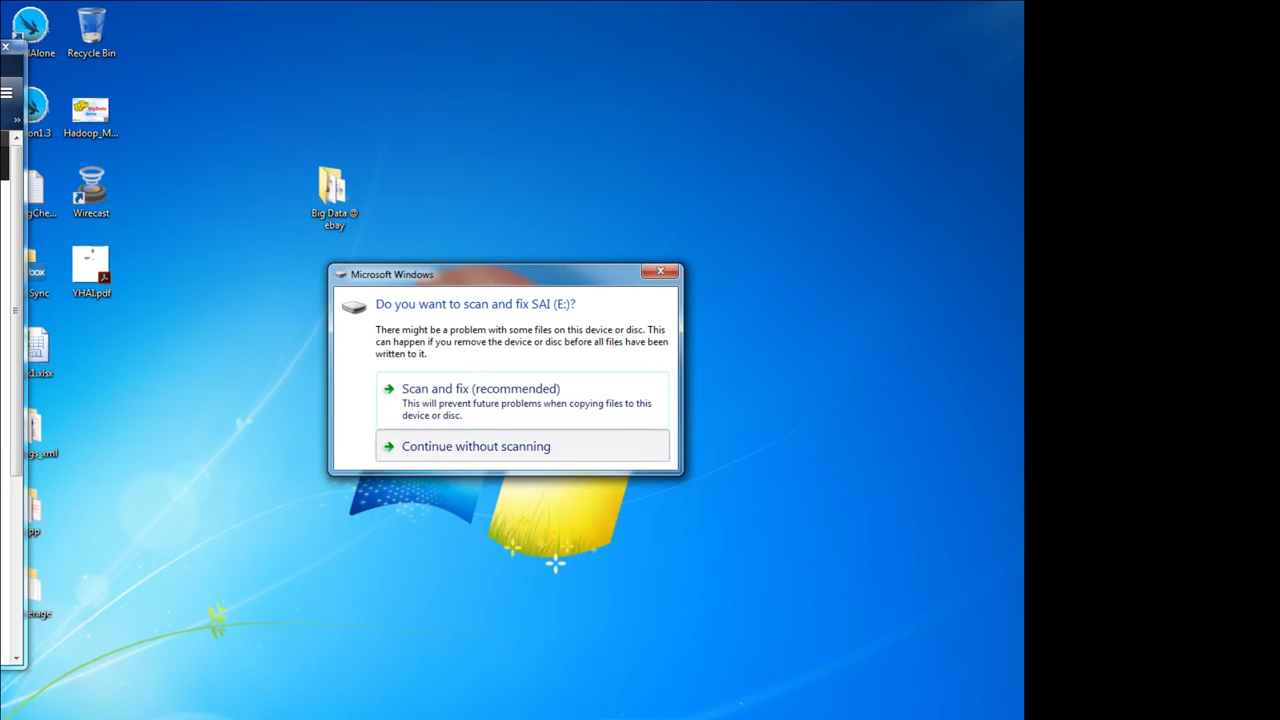 Alone
Recycle Bin
on1.3
Hadoop_M...
gChe...
Wirecast
Big Data @
ebay
box
Sync
YHAI.pdf
1.xlsx
gs_xml
pp
erage
Microsoft Windows
Do you want to scan and fix SAI (E:)?
There might be a problem with some files on this device or disc. This
can happen if you remove the device or disc before all files have been
written to it.
Scan and fix (recommended)
This will prevent future problems when copying files to this
device or disc.
Continue without scanning